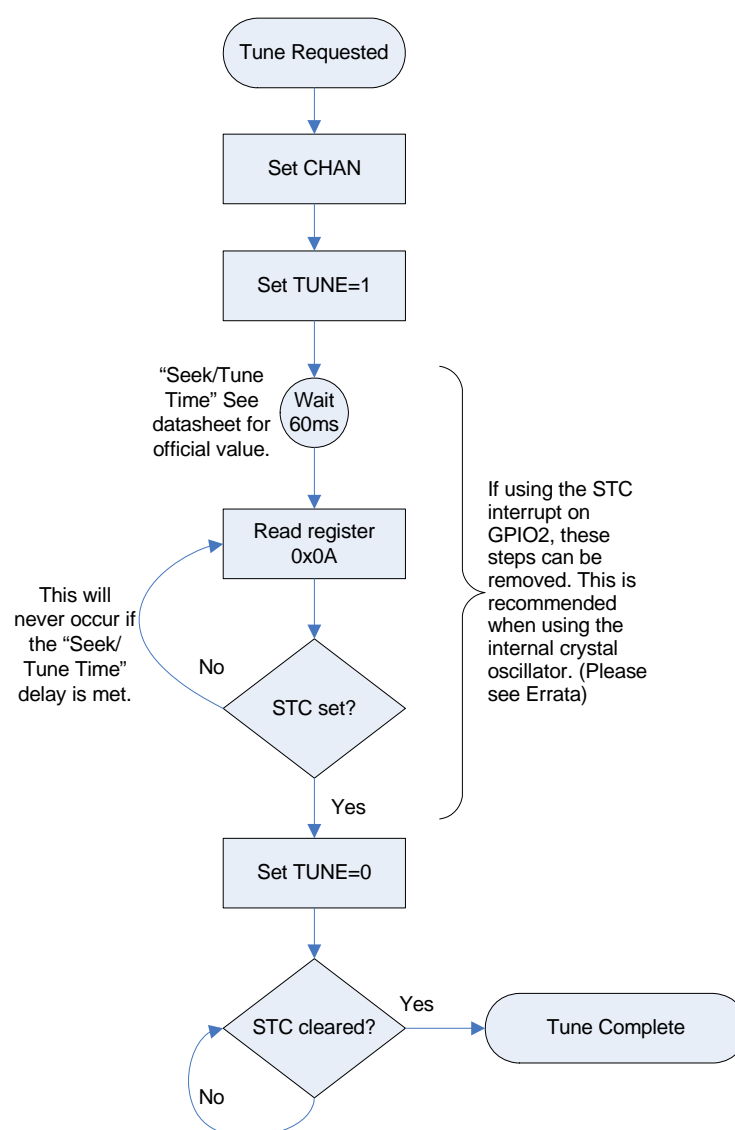 Tune Requested
Set CHAN
Set TUNE=1
“Seek/Tune
Time” See
datasheet for
official value.
Wait
60ms
If using the STC
interrupt on
GPIO2, these
steps can be
removed. This is
recommended
when using the
internal crystal
oscillator. (Please
see Errata)
Read register
0x0A
This will
never occur if
the “Seek/
Tune Time”
delay is met.
No
STC set?
Yes
Set TUNE=0
STC cleared?
Yes
Tune Complete
No